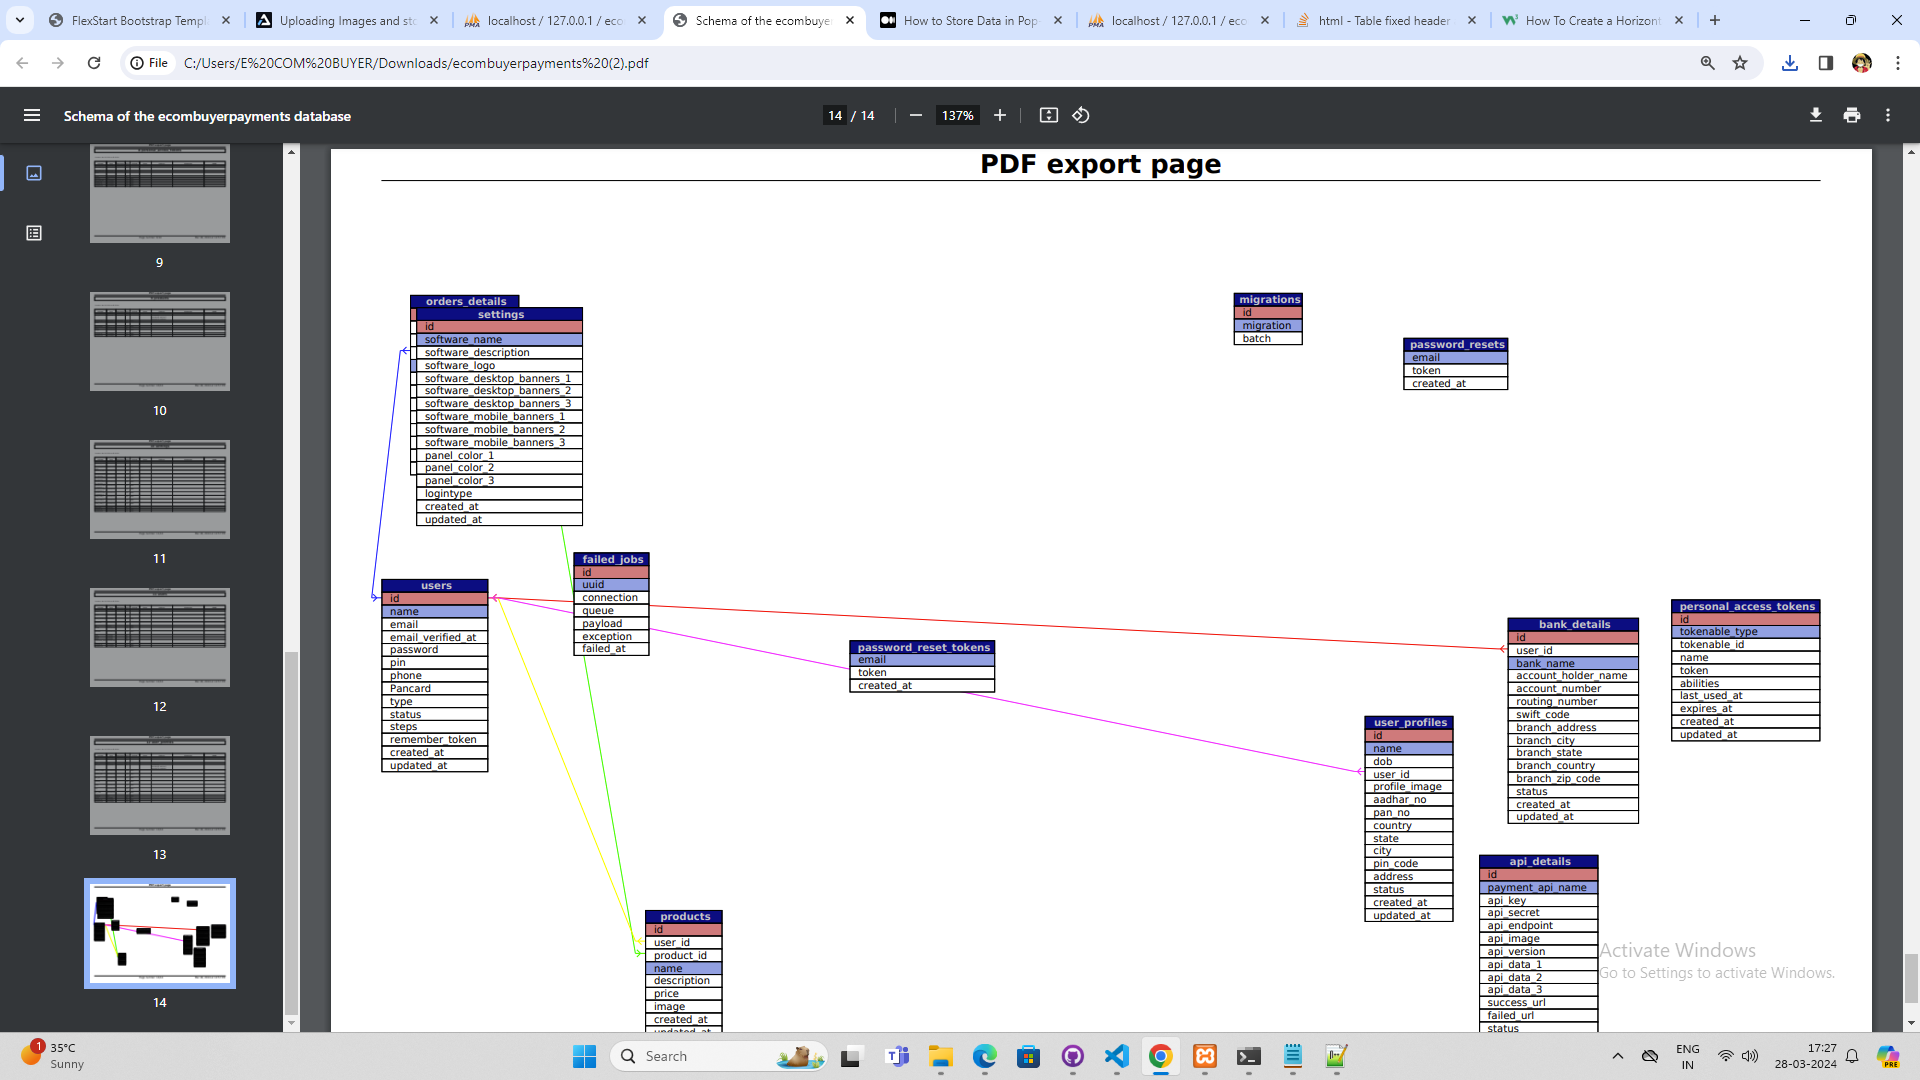 FlexStart Bootstrap Templ
Uploading Images and sto
localhost / 127.0.0.1 / eco
Schema of the ecombuyer
How to Store Data in Pop
localhost / 127.0.0.1 / eco
html - Table fixed header
How To Create a Horizont
File
C:/Users/E%20COM%20BUYER/Downloads/ecombuyerpayments%20(2).pdf
Schema of the ecombuyerpayments database
14 / 14
137%
9
10
11
12
13
14
PDF export page
orders_details
settings
id
software_name
software_description
software_logo
software_desktop_banners_1
software_desktop_banners_2
software_desktop_banners_3
software_mobile_banners_1
software_mobile_banners_2
software_mobile_banners_3
panel_color_1
panel_color_2
panel_color_3
logintype
created_at
updated_at
migrations
id
migration
batch
password_resets
email
token
created_at
failed_jobs
id
uuid
connection
queue
payload
exception
failed_at
users
id
name
email
email_verified_at
password
pin
phone
Pancard
type
status
steps
remember_token
created_at
updated_at
password_reset_tokens
email
token
created_at
personal_access_tokens
id
tokenable_type
tokenable_id
name
token
abilities
last_used_at
expires_at
created_at
updated_at
bank_details
id
user_id
bank_name
account_holder_name
account_number
routing_number
swift_code
branch_address
branch_city
branch_state
branch_country
branch_zip_code
status
created_at
updated_at
user_profiles
id
name
dob
user_id
profile_image
aadhar_no
pan_no
country
state
city
pin_code
address
status
created_at
updated_at
api_details
id
payment_api_name
api_key
api_secret
api_endpoint
api_image
api_version
api_data_1
api_data_2
api_data_3
success_url
failed_url
status
products
id
user_id
product_id
name
description
price
image
created_at
updated_at
Activate Windows
Go to Settings to activate Windows.
1
35°C
Sunny
Search
ENG
IN
17:27
28-03-2024
PRE